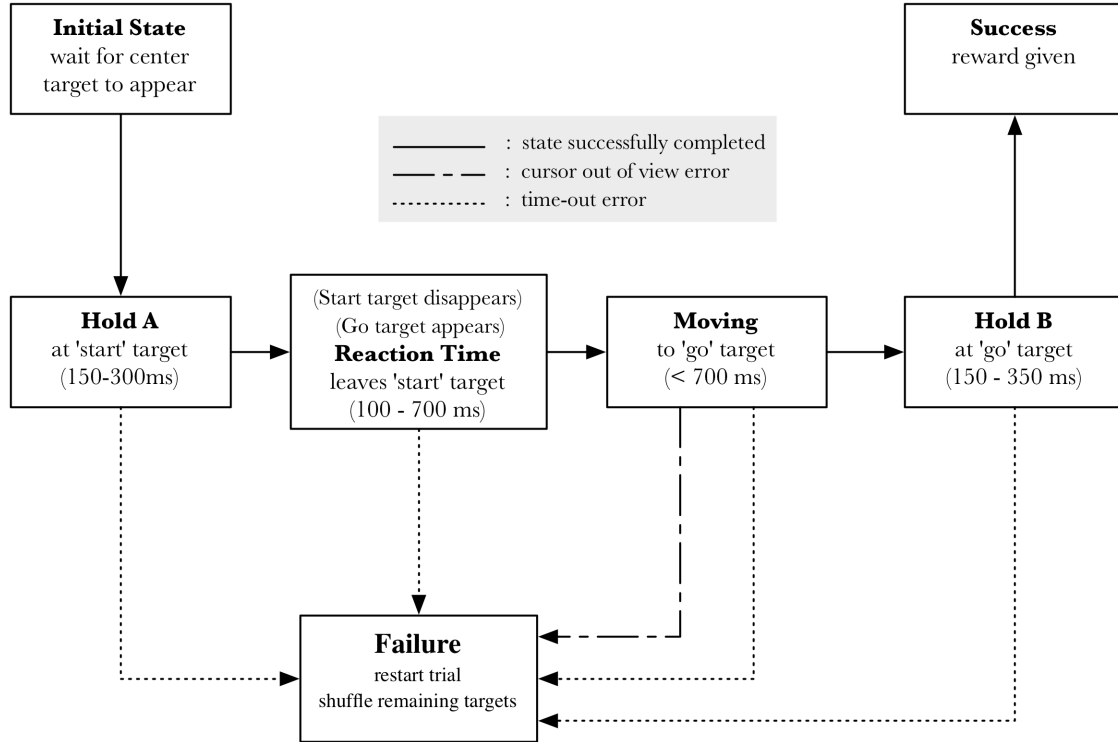 Initial State
wait for center
target to appear
Success
reward given
: state successfully completed
: cursor out of view error
: time-out error
Hold A
at 'start' target
(150-300ms)
(Start target disappears)
(Go target appears)
Reaction Time
leaves 'start' target
(100 - 700 ms)
Moving
to 'go' target
(< 700 ms)
Hold B
at 'go' target
(150 - 350 ms)
Failure
restart trial
shuffle remaining targets